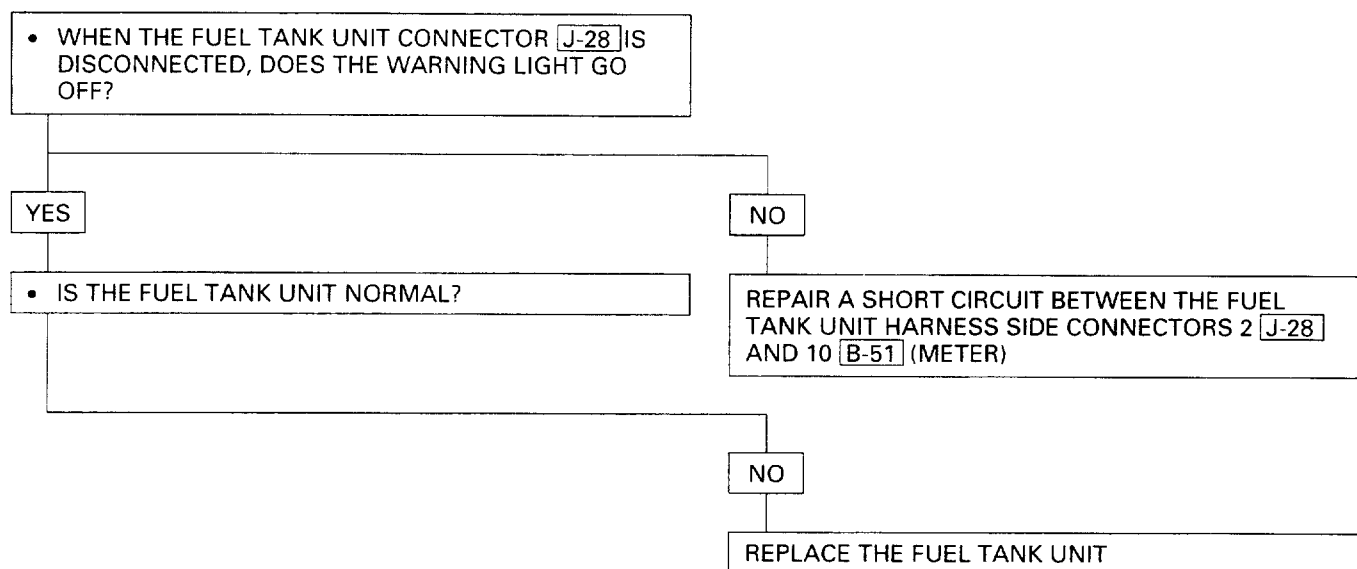 • WHEN THE FUEL TANK UNIT CONNECTOR J-28 IS
DISCONNECTED, DOES THE WARNING LIGHT GO
OFF?
YES
NO
• IS THE FUEL TANK UNIT NORMAL?
REPAIR A SHORT CIRCUIT BETWEEN THE FUEL
TANK UNIT HARNESS SIDE CONNECTORS 2 J-28
AND 10 B-51 (METER)
NO
REPLACE THE FUEL TANK UNIT